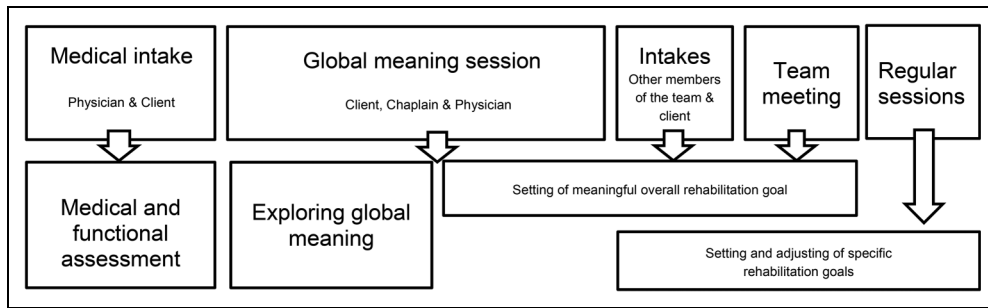 Medical intake
Physician & Client
Global meaning session
Client, Chaplain & Physician
Intakes
Other members
of the team &
client
Team
meeting
Regular
sessions
Medical and
functional
assessment
Exploring global
meaning
Setting of meaningful overall rehabilitation goal
Setting and adjusting of specific
rehabilitation goals